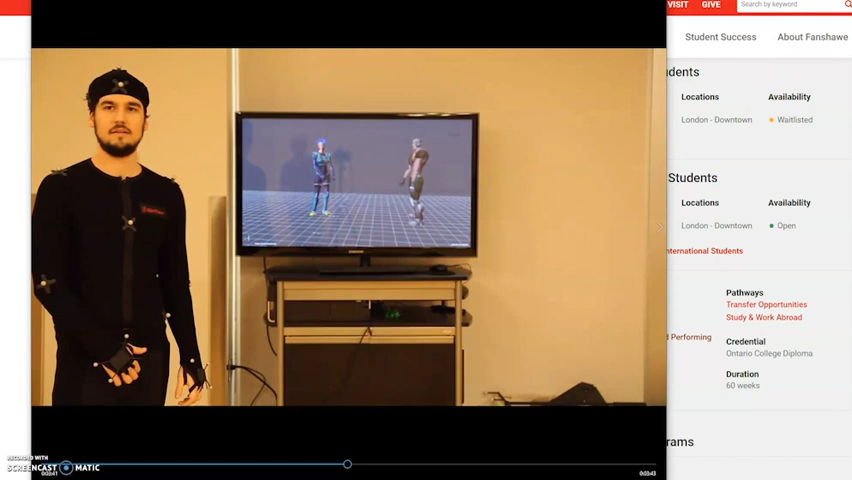 VISIT GIVE Search by keyword
Student Success About Fanshawe
udents
Locations Availability
London - Downtown Waitlisted
Students
Locations Availability
London - Downtown Open
nternational Students
Pathways
Transfer Opportunities
Study & Work Abroad
d Performing
Credential
Ontario College Diploma
Duration
60 weeks
rams
RECORDED WITH
SCREENCAST MATIC